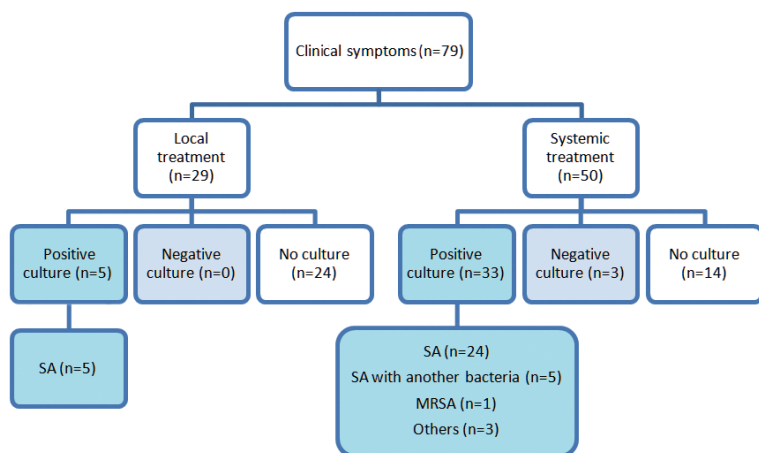 Clinical symptoms (n=79)
Local
treatment
(n=29)
Systemic
treatment
(n=50)
Positive
culture (n=5)
Negative
culture (n=0)
No culture
(n=24)
Positive
culture (n=33)
Negative
culture (n=3)
No culture
(n=14)
SA (n=5)
SA (n=24)
SA with another bacteria (n=5)
MRSA (n=1)
Others (n=3)